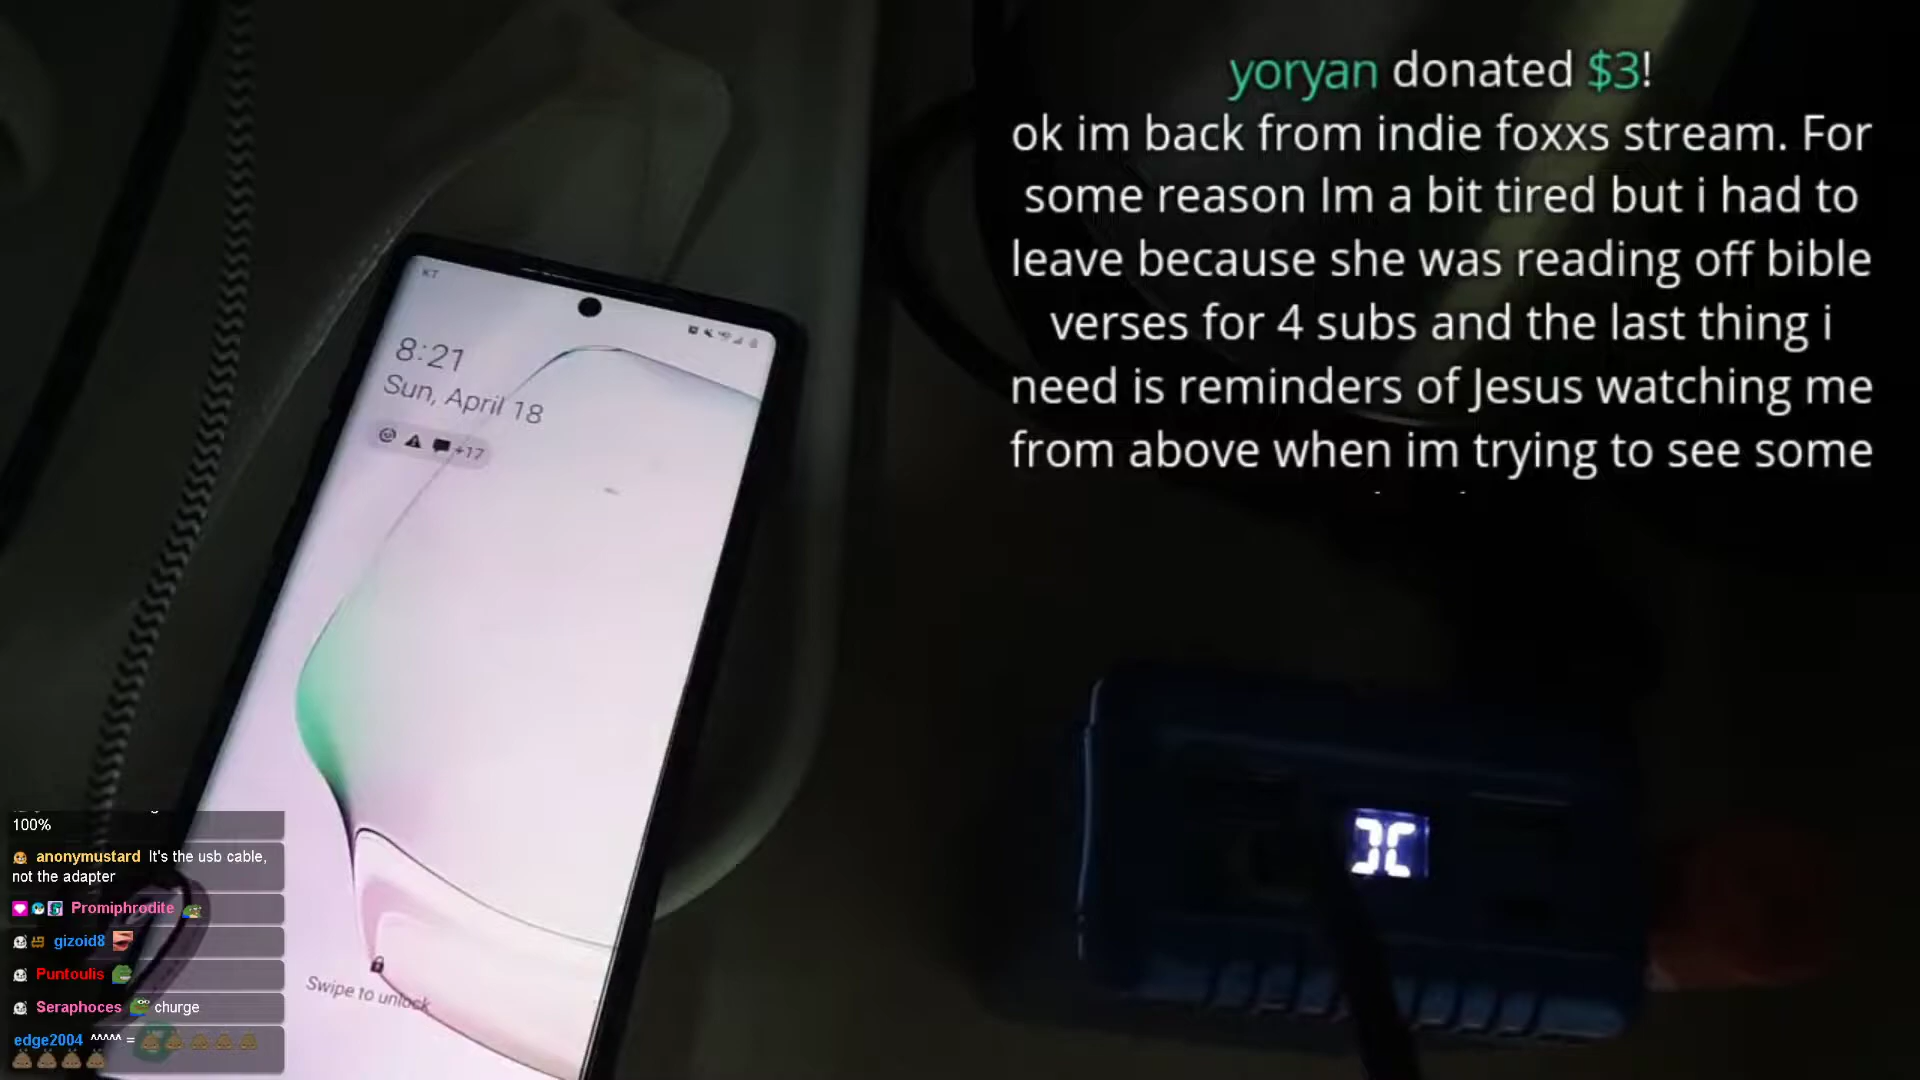 yoryan donated $3!
ok im back from indie foxxs stream. For
some reason Im a bit tired but i had to
leave because she was reading off bible
verses for 4 subs and the last thing i
need is reminders of Jesus watching me
from above when im trying to see some
KT
8:21
Sun, April 18
+17
Swipe to unlock
100%
anonymustard It's the usb cable,
not the adapter
Promiphrodite
gizoid8
Puntoulis
Seraphoces churge
edge2004 ^^^^^ =